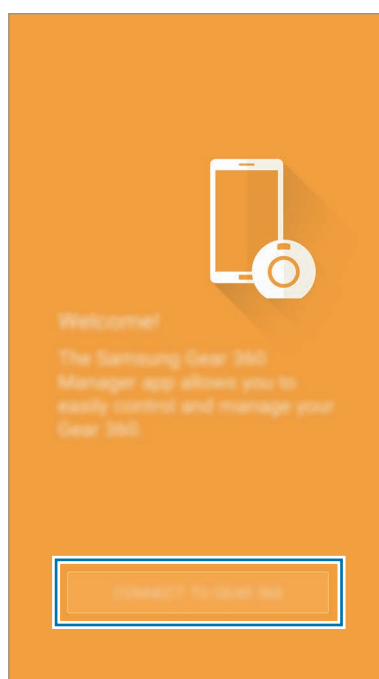 Welcome!
The Samsung Gear 360
Manager app allows you to
easily control and manage your
Gear 360.
CONNECT TO GEAR 360